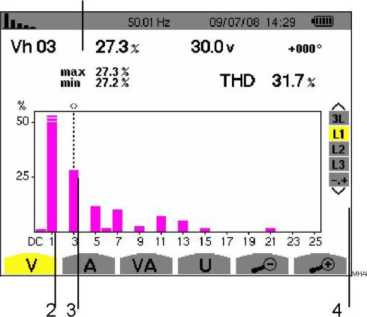 50.01 Hz 09/07/08 14:29
Vh 03 27.3 % 30.0 v +000°
max 27.3 %
min 27.2 %
THD 31.7 %
%
50
25
3L
L1
L2
L3
-.+
DC 1 3 5 7 9 11 13 15 17 19 21 23 25
V A VA U
2 3 4